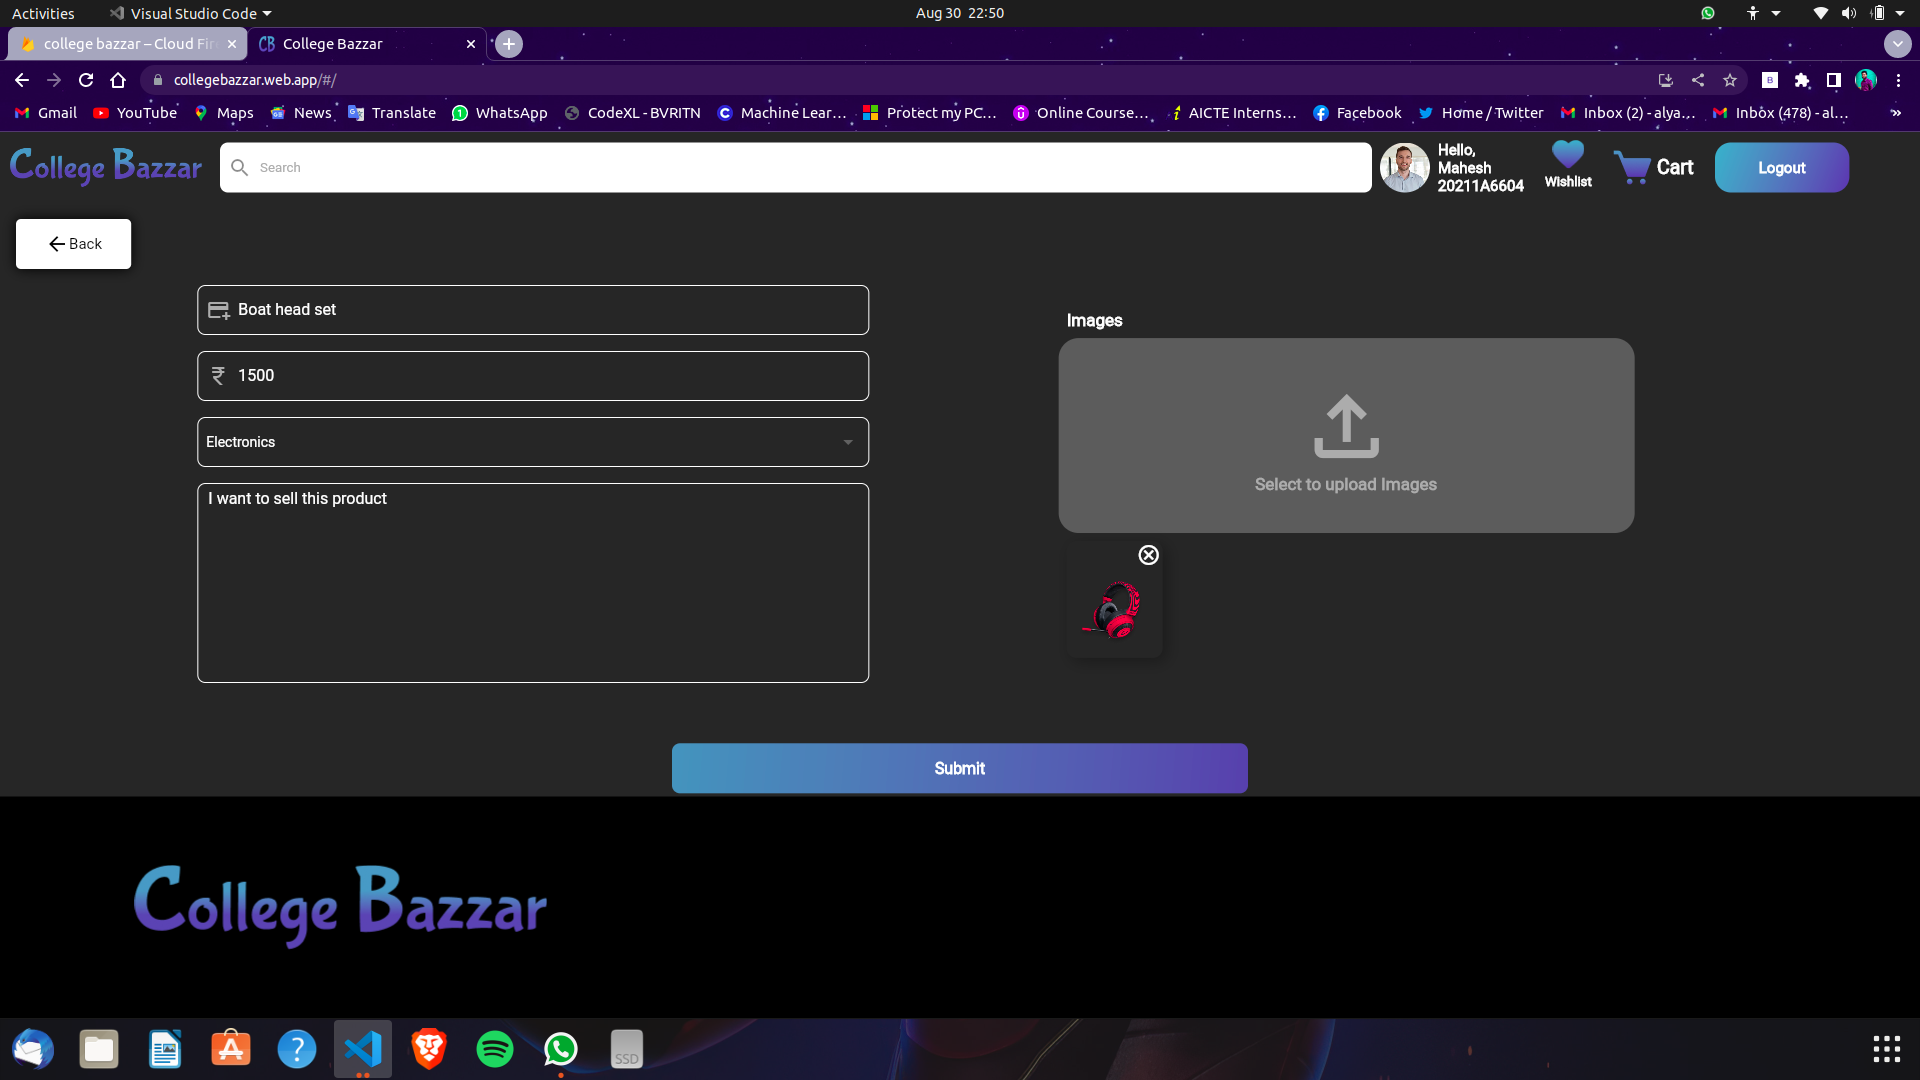 Activities
Visual Studio Code
Aug 30 22:50
college bazzar – Cloud Fire
College Bazzar
collegebazzar.web.app/#/
Gmail
YouTube
Maps
News
Translate
WhatsApp
CodeXL - BVRITN
Machine Lear…
Protect my PC…
Online Course…
AICTE Interns…
Facebook
Home / Twitter
Inbox (2) - alya…
Inbox (478) - al…
College Bazzar
Search
Hello,
Mahesh
20211A6604
Wishlist
Cart
Logout
Back
Boat head set
1500
Electronics
I want to sell this product
Images
Select to upload Images
Submit
College Bazzar
SSD